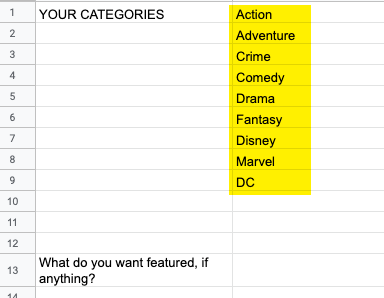 1 YOUR CATEGORIES Action
2 Adventure
3 Crime
4 Comedy
5 Drama
6 Fantasy
7 Disney
8 Marvel
9 DC
10
11
12
13 What do you want featured, if
anything?
14